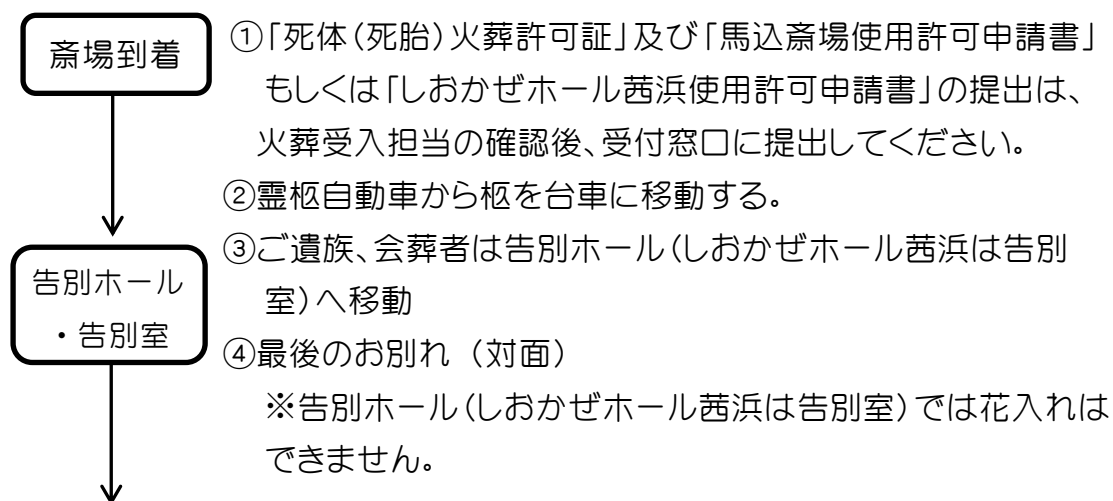 斎場到着
①「死体(死胎)火葬許可証」及び「馬込斎場使用許可申請書」
もしくは「しおかぜホール茜浜使用許可申請書」の提出は、
火葬受入担当の確認後、受付窓口に提出してください。
②霊柩自動車から柩を台車に移動する。
③ご遺族、会葬者は告別ホール(しおかぜホール茜浜は告別
室)へ移動
告別ホール
・告別室
④最後のお別れ (対面)
※告別ホール(しおかぜホール茜浜は告別室)では花入れは
できません。